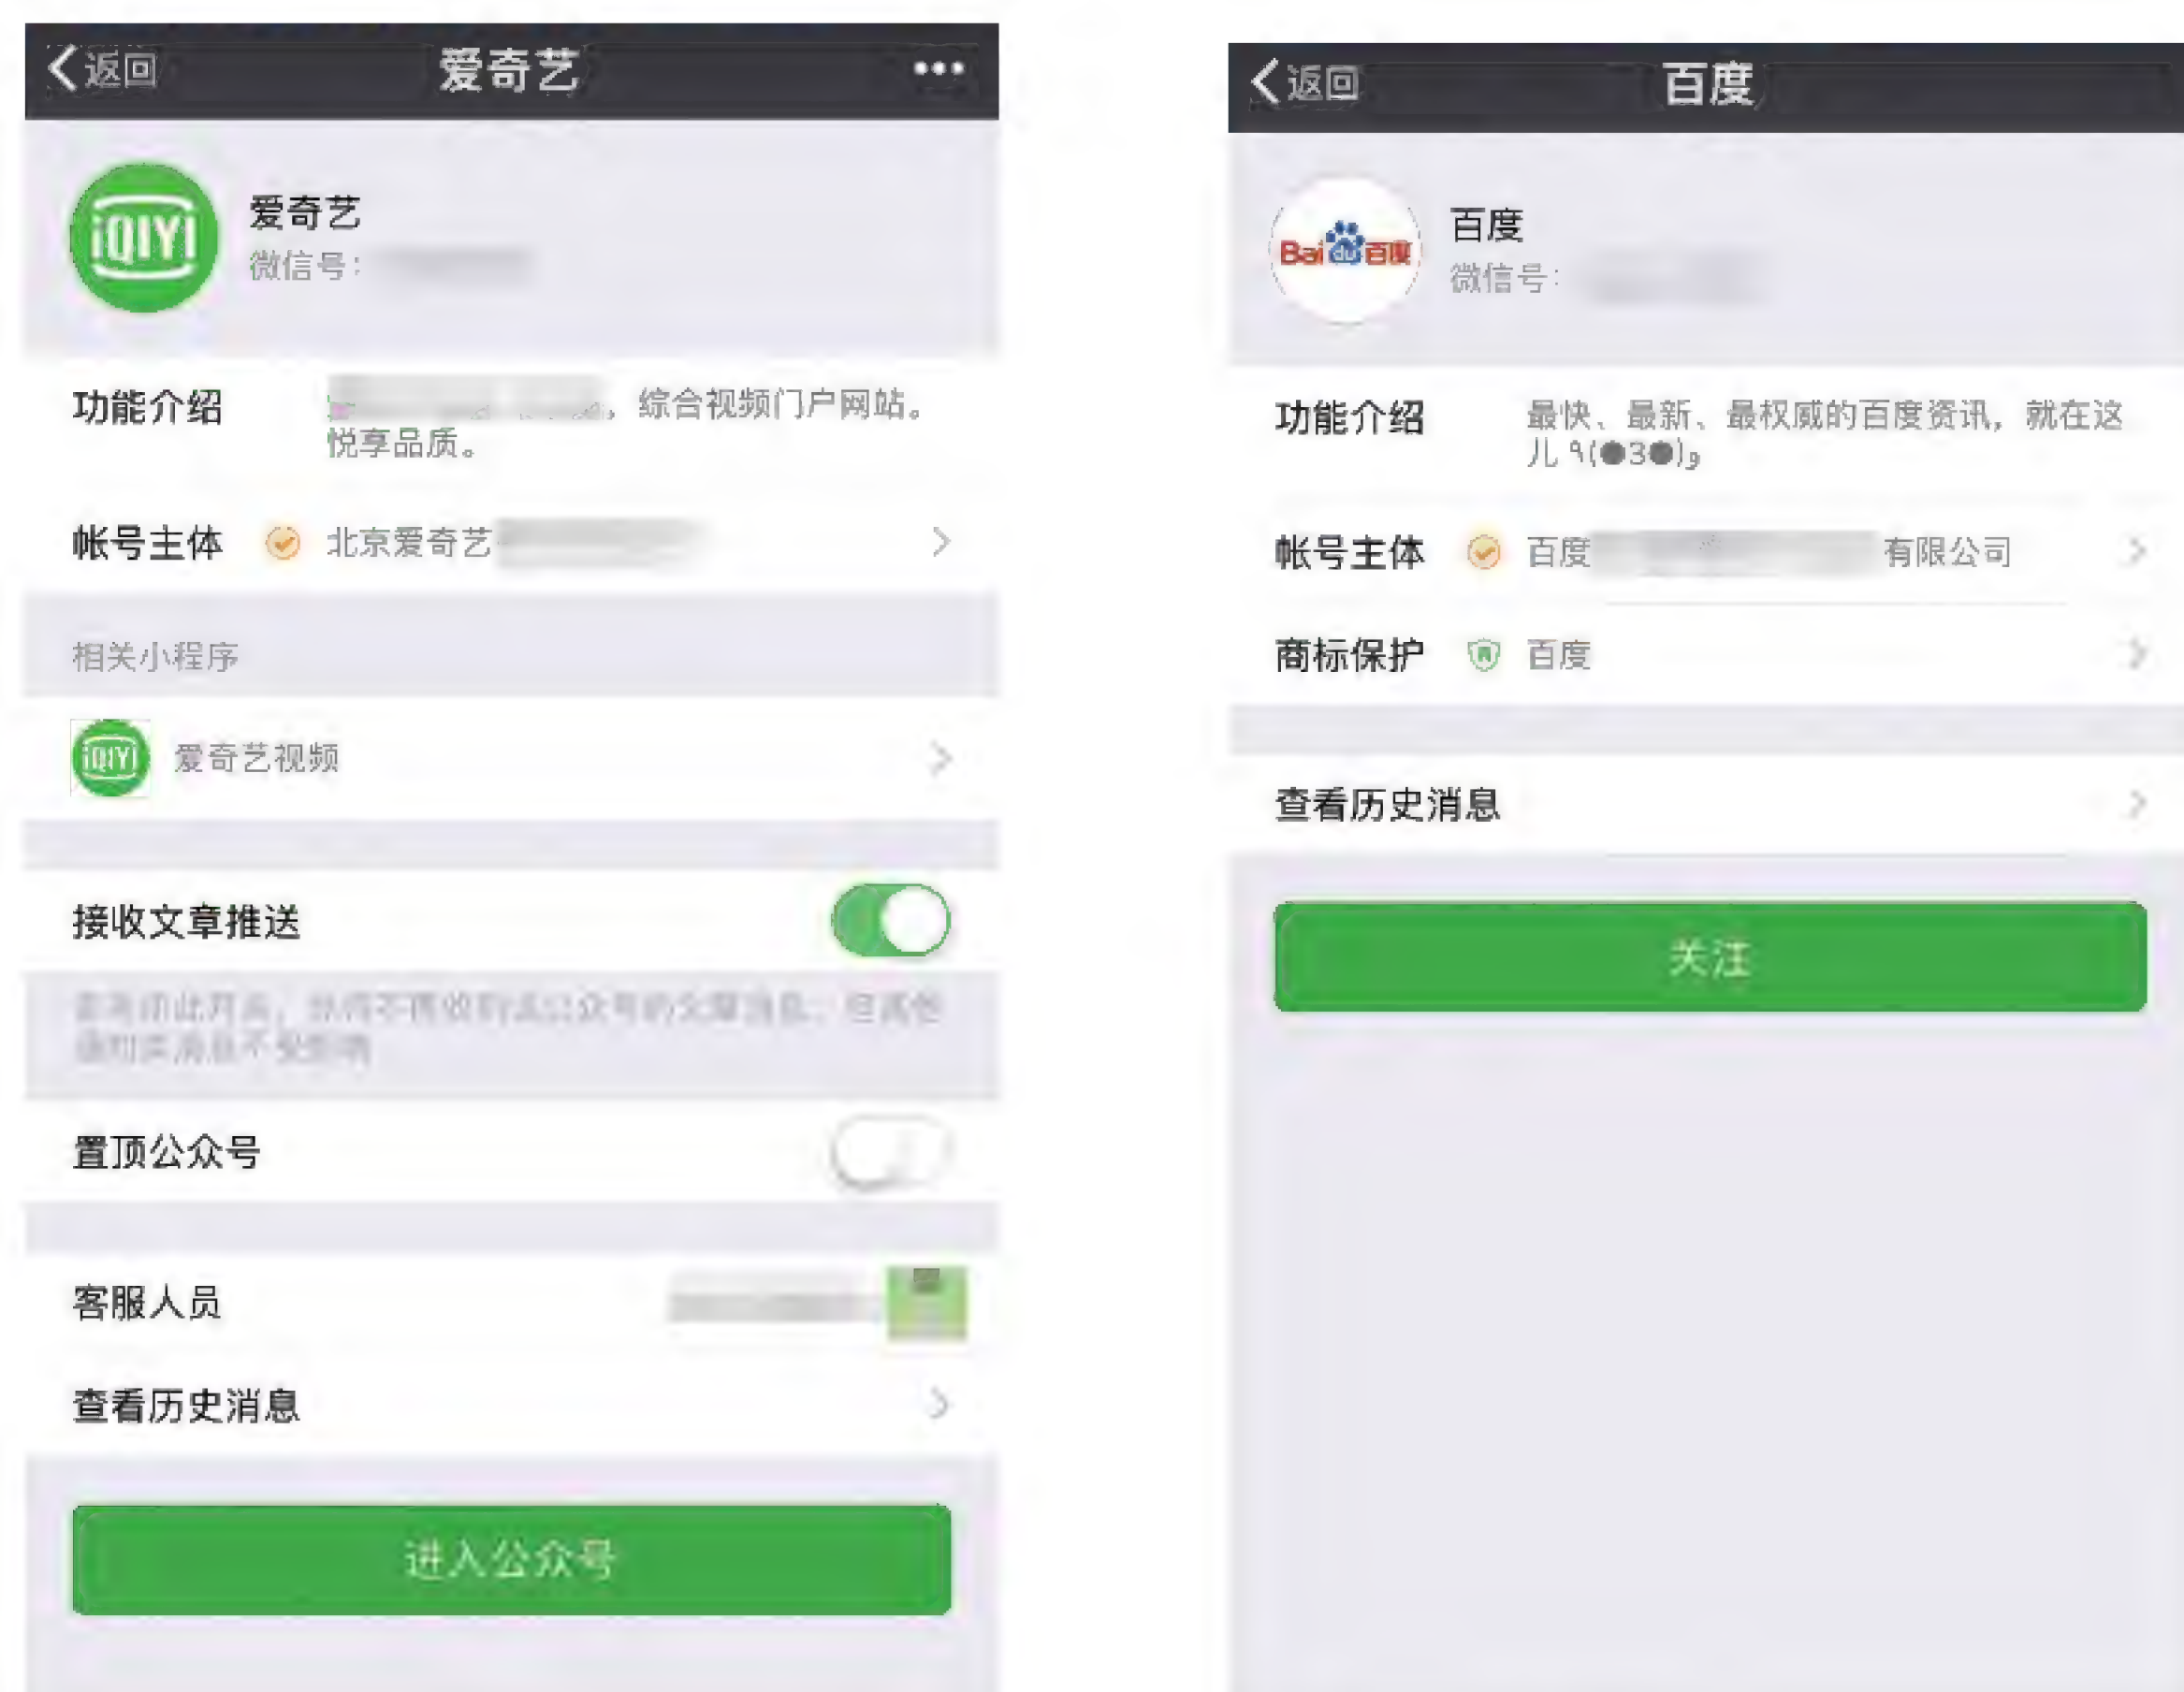 返回
爱奇艺
iQIYI
爱奇艺
微信号:
功能介绍
，综合视频门户网站。
悦享品质。
帐号主体
北京爱奇艺
相关小程序
iQIYI
爱奇艺视频
接收文章推送
置顶公众号
客服人员
查看历史消息
进入公众号
返回
百度
Bai du 百度
百度
微信号:
功能介绍
最快、最新、最权威的百度资讯，就在这
儿 ٩(●3●)و
帐号主体
百度
有限公司
商标保护
百度
查看历史消息
关注